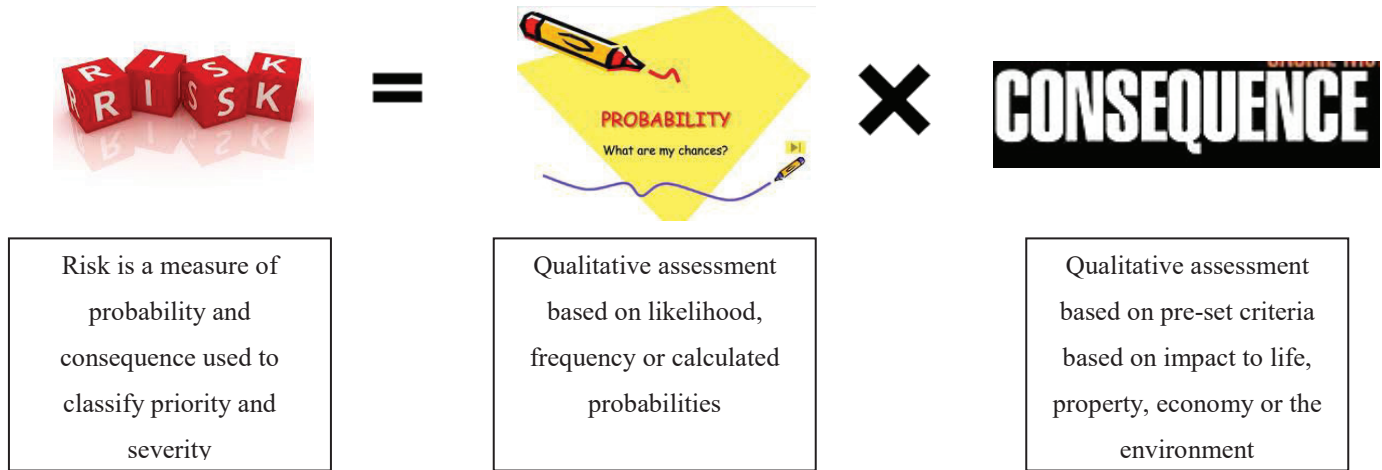 RISK
RISK
=
PROBABILITY
What are my chances?
×
CONSEQUENCE
Risk is a measure of
probability and
consequence used to
classify priority and
severity
Qualitative assessment
based on likelihood,
frequency or calculated
probabilities
Qualitative assessment
based on pre-set criteria
based on impact to life,
property, economy or the
environment